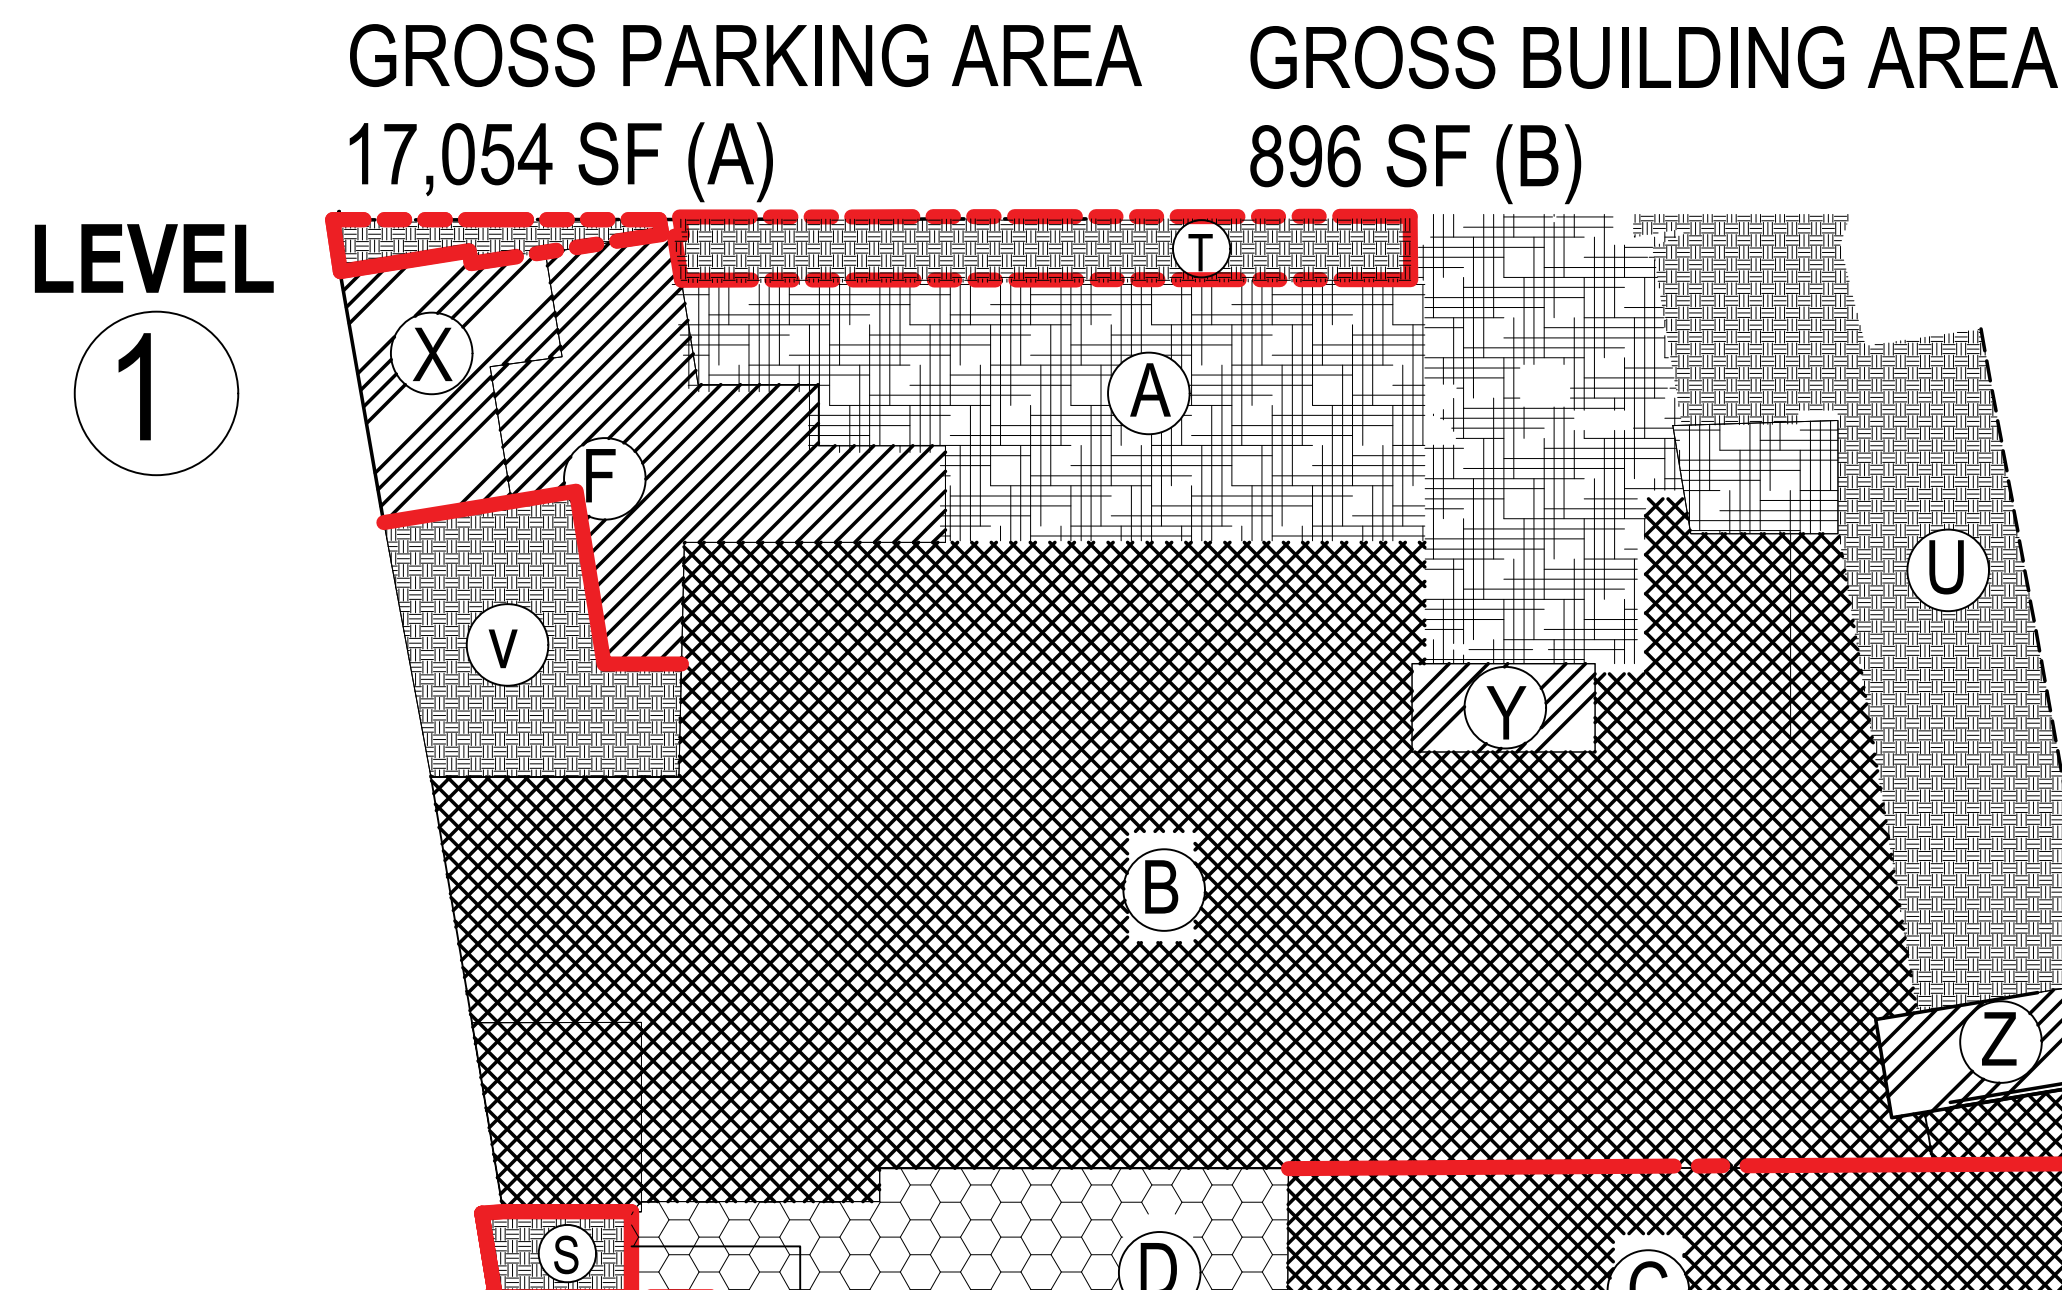 GROSS PARKING AREA
17,054 SF (A)
GROSS BUILDING AREA
896 SF (B)
LEVEL
1
T
X
A
F
U
V
Y
B
Z
S
D
C